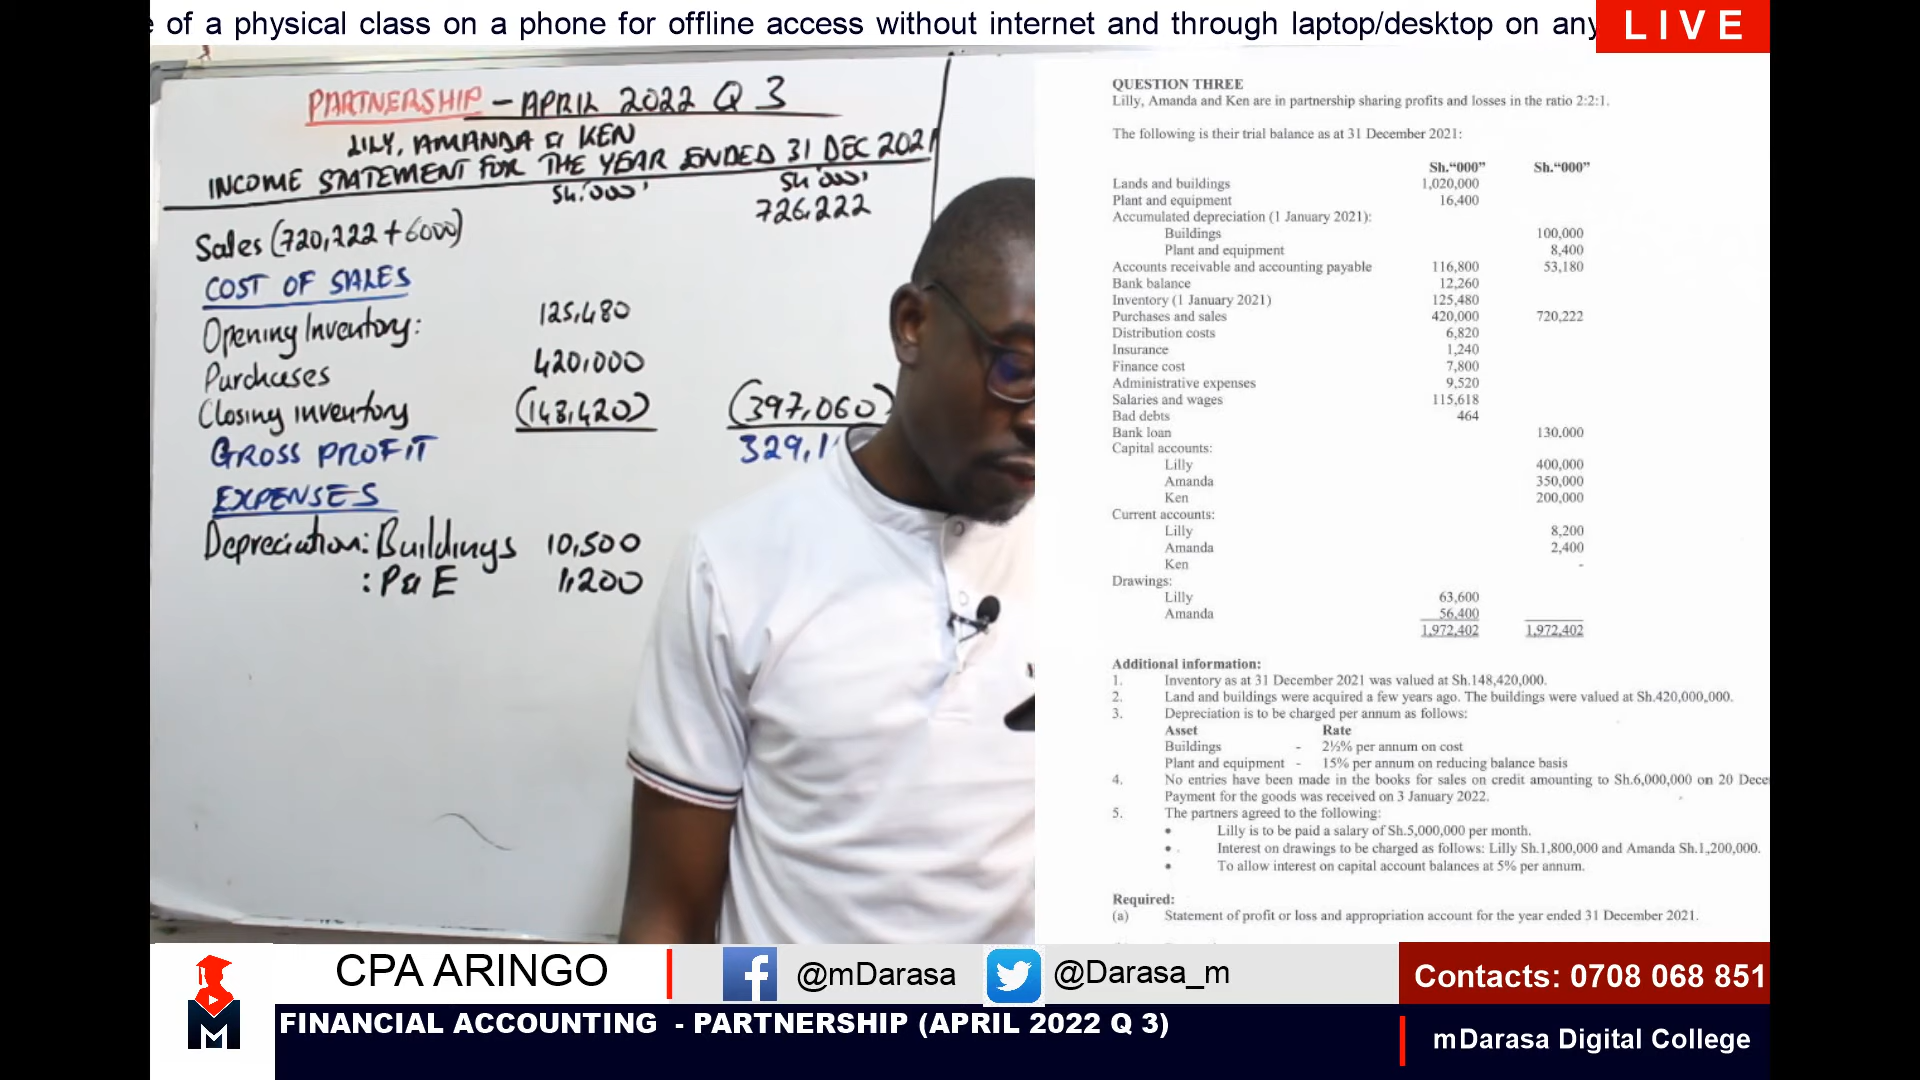 of a physical class on a phone for offline access without internet and through laptop/desktop on any
LIVE
PARTNERSHIP - APRIL 2022 Q 3
LILY, AMANDA & KEN
INCOME STATEMENT FOR THE YEAR ENDED 31 DEC 2021
Sh.'000' Sh '000'
Sales (720,222 + 6000) 726,222
COST OF SALES
Opening Inventory: 125,480
Purchases 420,000
Closing inventory (148,420) (397,060)
GROSS PROFIT 329,1
EXPENSES
Depreciation: Buildings 10,500
: P & E 1,200
QUESTION THREE
Lilly, Amanda and Ken are in partnership sharing profits and losses in the ratio 2:2:1.
The following is their trial balance as at 31 December 2021:
Sh.“000” Sh.“000”
Lands and buildings 1,020,000
Plant and equipment 16,400
Accumulated depreciation (1 January 2021):
Buildings 100,000
Plant and equipment 8,400
Accounts receivable and accounting payable 116,800 53,180
Bank balance 12,260
Inventory (1 January 2021) 125,480
Purchases and sales 420,000 720,222
Distribution costs 6,820
Insurance 1,240
Finance cost 7,800
Administrative expenses 9,520
Salaries and wages 115,618
Bad debts 464
Bank loan 130,000
Capital accounts:
Lilly 400,000
Amanda 350,000
Ken 200,000
Current accounts:
Lilly 8,200
Amanda 2,400
Ken -
Drawings:
Lilly 63,600
Amanda 56,400
1,972,402 1,972,402
Additional information:
1. Inventory as at 31 December 2021 was valued at Sh.148,420,000.
2. Land and buildings were acquired a few years ago. The buildings were valued at Sh.420,000,000.
3. Depreciation is to be charged per annum as follows:
Asset Rate
Buildings - 2½% per annum on cost
Plant and equipment - 15% per annum on reducing balance basis
4. No entries have been made in the books for sales on credit amounting to Sh.6,000,000 on 20 Dece
Payment for the goods was received on 3 January 2022.
5. The partners agreed to the following:
• Lilly is to be paid a salary of Sh.5,000,000 per month.
• Interest on drawings to be charged as follows: Lilly Sh.1,800,000 and Amanda Sh.1,200,000.
• To allow interest on capital account balances at 5% per annum.
Required:
(a) Statement of profit or loss and appropriation account for the year ended 31 December 2021.
CPA ARINGO
@mDarasa
@Darasa_m
Contacts: 0708 068 851
M
FINANCIAL ACCOUNTING - PARTNERSHIP (APRIL 2022 Q 3)
mDarasa Digital College